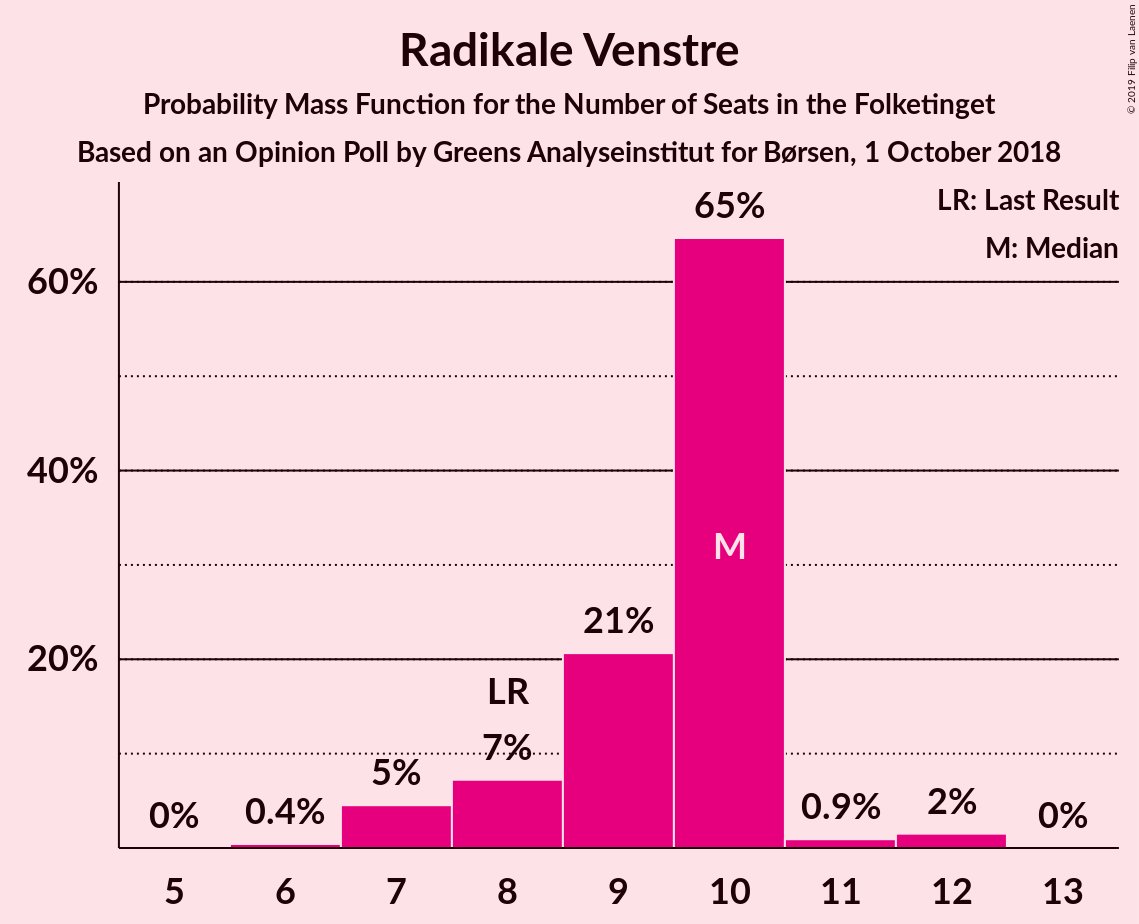 Radikale Venstre
Probability Mass Function for the Number of Seats in the Folketinget
Based on an Opinion Poll by Greens Analyseinstitut for Børsen, 1 October 2018
© 2019 Filip van Laenen
LR: Last Result
M: Median
65%
60%
40%
M
21%
20%
LR
7%
5%
0%
0.4%
0.9%
2%
0%
5 6 7 8 9 10 11 12 13